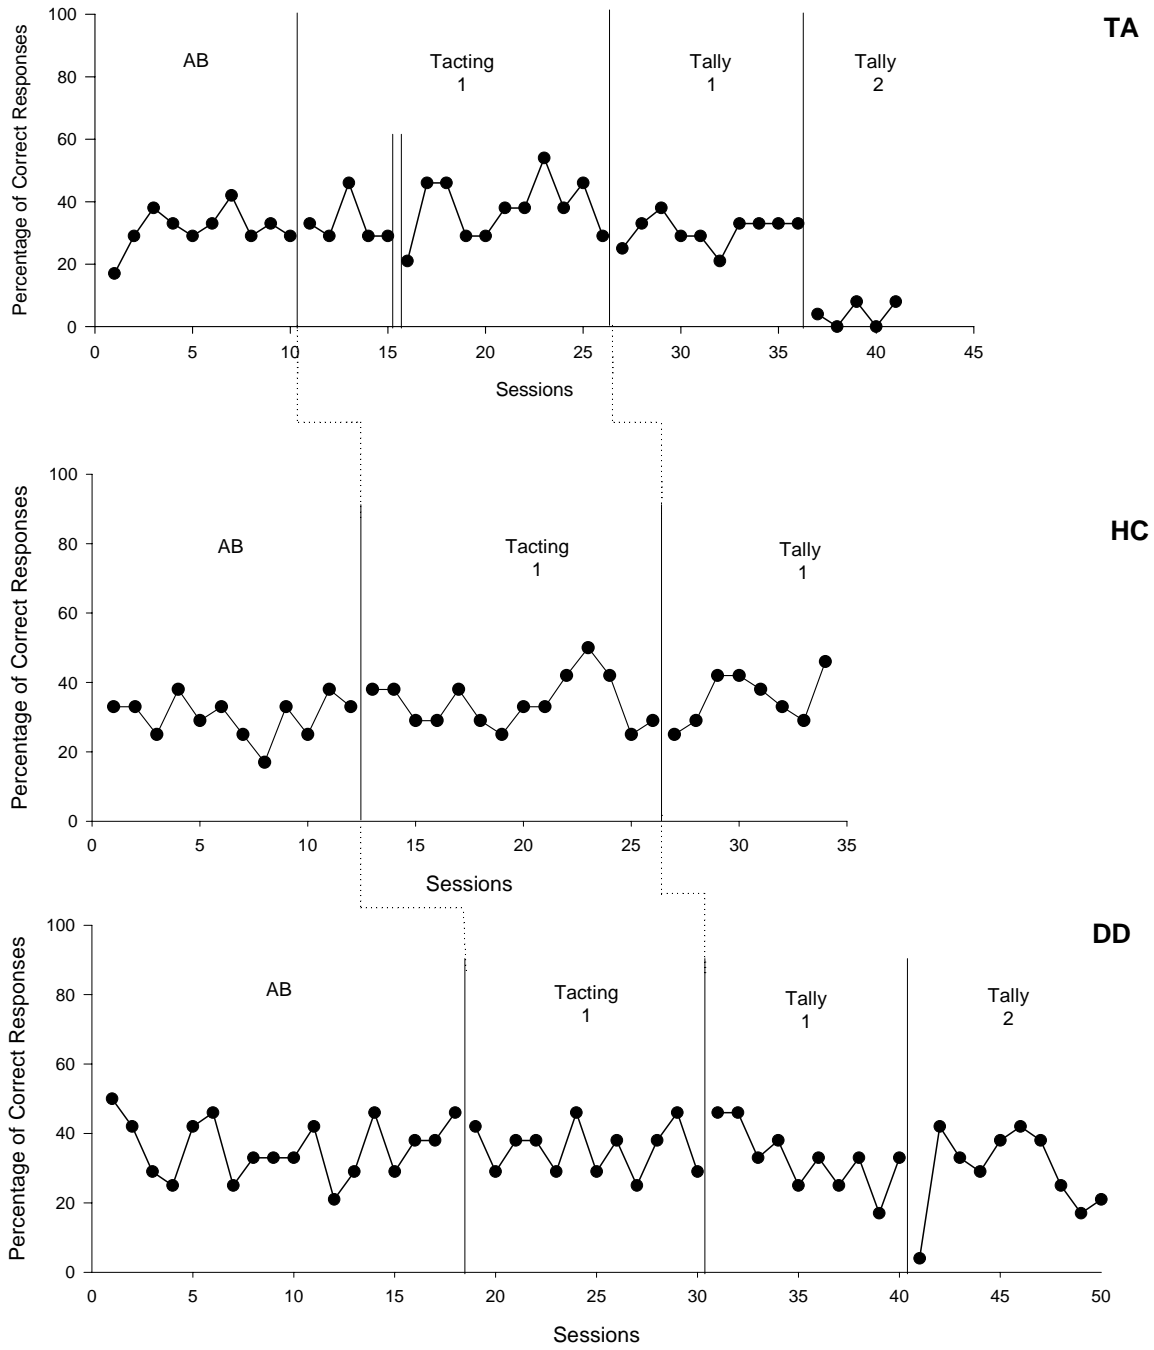 TA
Percentage of Correct Responses
100
80
60
40
20
0
AB
Tacting
1
Tally
1
Tally
2
0 5 10 15 20 25 30 35 40 45
Sessions
HC
Percentage of Correct Responses
100
80
60
40
20
0
AB
Tacting
1
Tally
1
0 5 10 15 20 25 30 35
Sessions
DD
Percentage of Correct Responses
100
80
60
40
20
0
AB
Tacting
1
Tally
1
Tally
2
0 5 10 15 20 25 30 35 40 45 50
Sessions